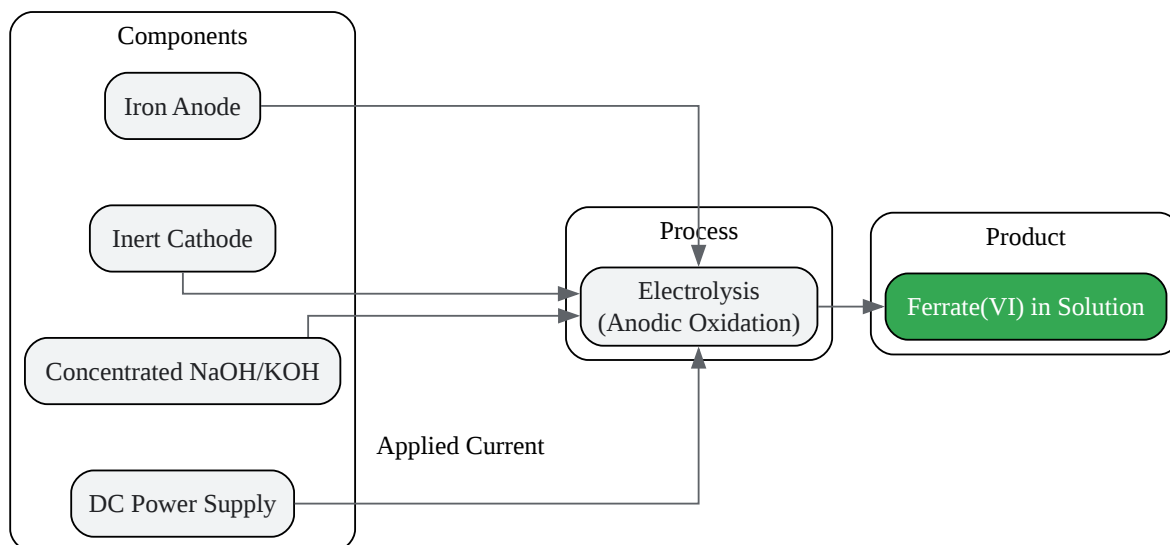 Components
Iron Anode
Inert Cathode
Concentrated NaOH/KOH
DC Power Supply
Applied Current
Process
Electrolysis
(Anodic Oxidation)
Product
Ferrate(VI) in Solution